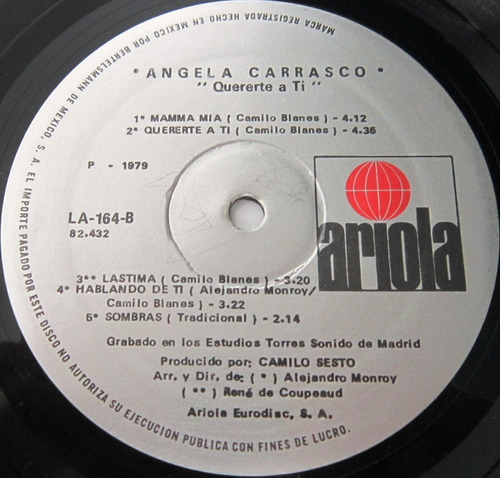 MARCA REGISTRADA HECHO EN MEXICO POR BERTELSMANN DE MEXICO, S. A. EL IMPORTE PAGADO POR ESTE DISCO NO AUTORIZA SU EJECUCION PUBLICA CON FINES DE LUCRO.
* ANGELA CARRASCO *
"Quererte a Ti"
1* MAMMA MIA ( Camilo Blanes ) - 4.12
2* QUERERTE A TI ( Camilo Blanes ) - 4.35
P - 1979
LA-164-B
82.432
ariola
3** LASTIMA ( Camilo Blanes ) - 3.20
4* HABLANDO DE TI ( Alejandro Monroy/
Camilo Blanes ) - 3.22
5* SOMBRAS ( Tradicional ) - 2.14
Grabado en los Estudios Torres Sonido de Madrid
Producido por: CAMILO SESTO
Arr. y Dir. de: ( * ) Alejandro Monroy
( ** ) René de Coupeaud
Ariola Eurodisc, S. A.